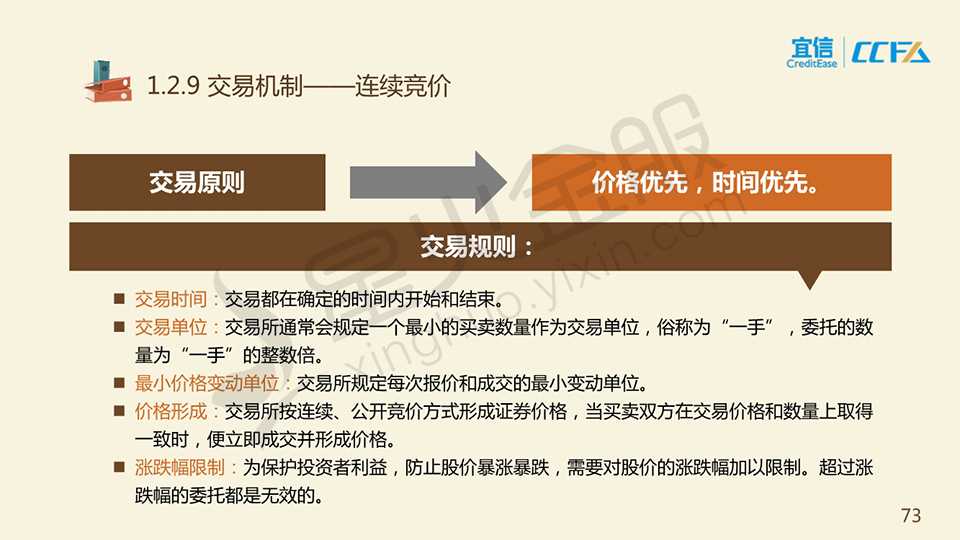 宜信
CreditEase
CCFA
1.2.9 交易机制——连续竞价
交易原则
价格优先，时间优先。
交易规则：
■ 交易时间：交易都在确定的时间内开始和结束。
■ 交易单位：交易所通常会规定一个最小的买卖数量作为交易单位，俗称为“一手”，委托的数
量为“一手”的整数倍。
■ 最小价格变动单位：交易所规定每次报价和成交的最小变动单位。
■ 价格形成：交易所按连续、公开竞价方式形成证券价格，当买卖双方在交易价格和数量上取得
一致时，便立即成交并形成价格。
■ 涨跌幅限制：为保护投资者利益，防止股价暴涨暴跌，需要对股价的涨跌幅加以限制。超过涨
跌幅的委托都是无效的。
星火金服
xinghuo.yixin.com
73